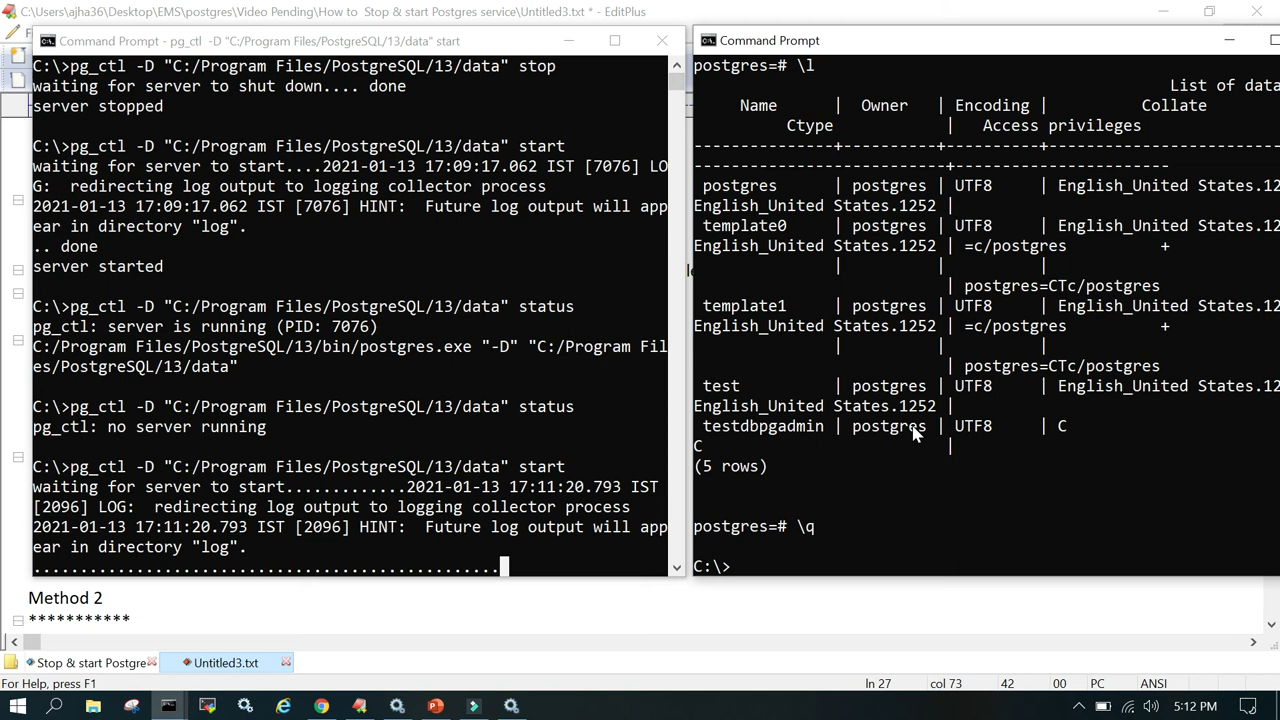 C:\Users\ajha36\Desktop\EMS\postgres\Video Pending\How to  Stop & start Postgres service\Untitled3.txt * - EditPlus
Command Prompt - pg_ctl  -D "C:/Program Files/PostgreSQL/13/data" start
C:\>pg_ctl -D "C:/Program Files/PostgreSQL/13/data" stop
waiting for server to shut down.... done
server stopped
C:\>pg_ctl -D "C:/Program Files/PostgreSQL/13/data" start
waiting for server to start....2021-01-13 17:09:17.062 IST [7076] LO
G:  redirecting log output to logging collector process
2021-01-13 17:09:17.062 IST [7076] HINT:  Future log output will app
ear in directory "log".
.. done
server started
C:\>pg_ctl -D "C:/Program Files/PostgreSQL/13/data" status
pg_ctl: server is running (PID: 7076)
C:/Program Files/PostgreSQL/13/bin/postgres.exe "-D" "C:/Program Fil
es/PostgreSQL/13/data"
C:\>pg_ctl -D "C:/Program Files/PostgreSQL/13/data" status
pg_ctl: no server running
C:\>pg_ctl -D "C:/Program Files/PostgreSQL/13/data" start
waiting for server to start.............2021-01-13 17:11:20.793 IST
[2096] LOG:  redirecting log output to logging collector process
2021-01-13 17:11:20.793 IST [2096] HINT:  Future log output will app
ear in directory "log".
..................................................
Command Prompt
postgres=# \l
List of data
Name | Owner | Encoding | Collate
Ctype | Access privileges
-------------+----------+----------+----------------------
----------------------------+-----------------------
postgres | postgres | UTF8 | English_United States.12
English_United States.1252 |
template0 | postgres | UTF8 | English_United States.12
English_United States.1252 | =c/postgres +
| | |
| postgres=CTc/postgres
template1 | postgres | UTF8 | English_United States.12
English_United States.1252 | =c/postgres +
| | |
| postgres=CTc/postgres
test | postgres | UTF8 | English_United States.12
English_United States.1252 |
testdbpgadmin | postgres | UTF8 | C
C |
(5 rows)
postgres=# \q
C:\>
Method 2
***********
Stop & start Postgre
Untitled3.txt
For Help, press F1
ln 27
col 73
42
00
PC
ANSI
5:12 PM